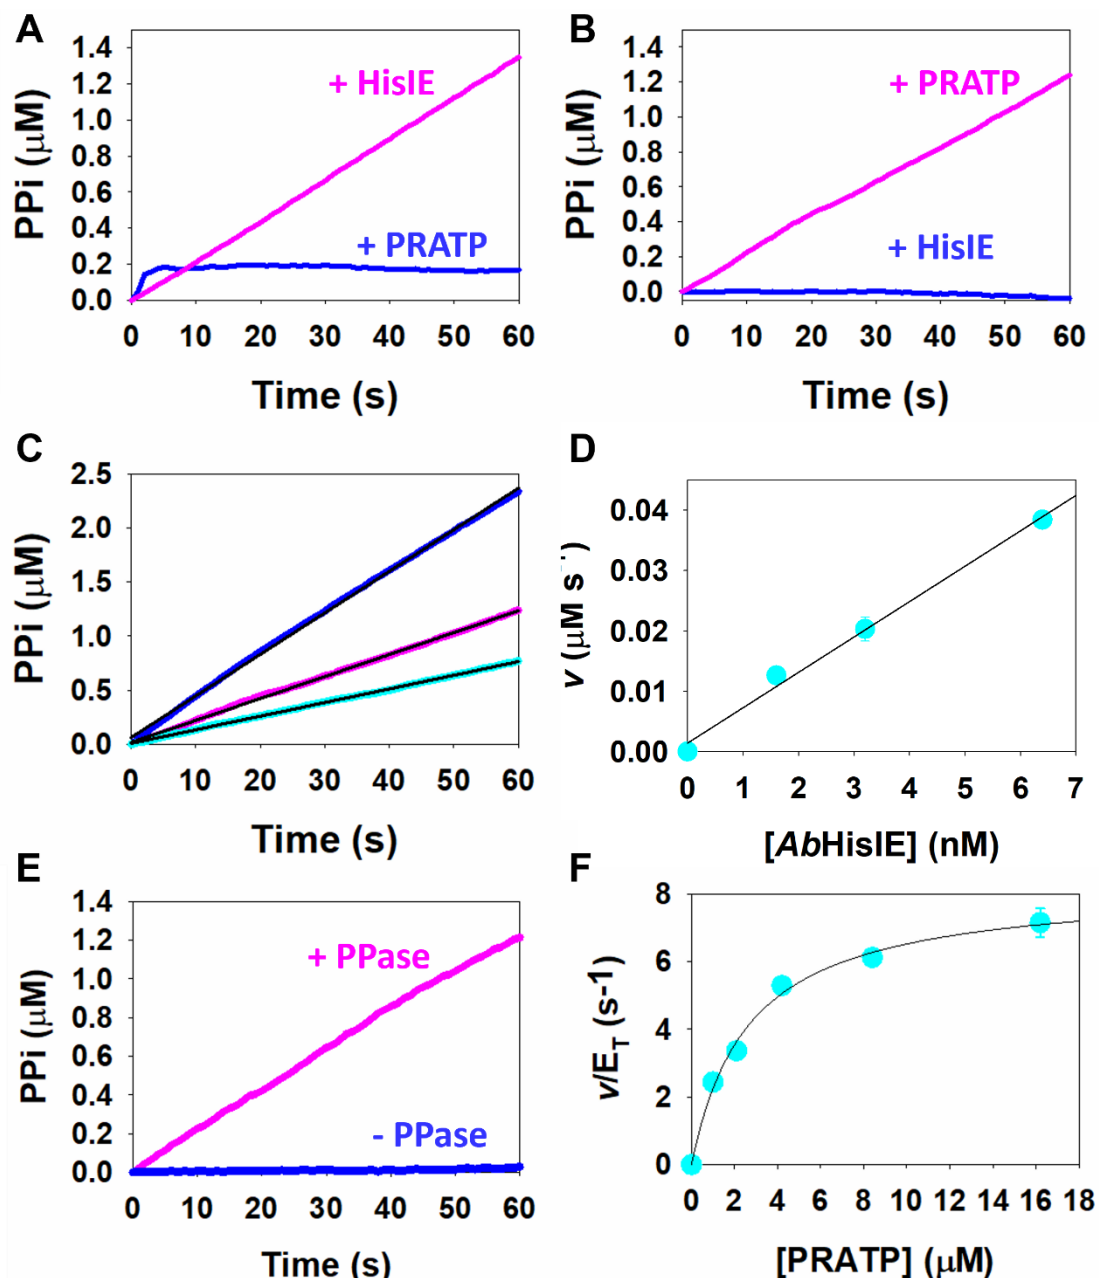 A
PPi (μM)
1.4
1.2
1.0
0.8
0.6
0.4
0.2
0.0
+ HisIE
+ PRATP
0 10 20 30 40 50 60
Time (s)
B
PPi (μM)
1.4
1.2
1.0
0.8
0.6
0.4
0.2
0.0
+ PRATP
+ HisIE
0 10 20 30 40 50 60
Time (s)
C
PPi (μM)
2.5
2.0
1.5
1.0
0.5
0.0
0 10 20 30 40 50 60
Time (s)
D
v (μM s
0.04
0.03
0.02
0.01
0.00
0 1 2 3 4 5 6 7
[AbHisIE] (nM)
E
PPi (μM)
1.4
1.2
1.0
0.8
0.6
0.4
0.2
0.0
+ PPase
- PPase
0 10 20 30 40 50 60
Time (s)
F
v/ET (s-1)
8
6
4
2
0
0 2 4 6 8 10 12 14 16 18
[PRATP] (μM)